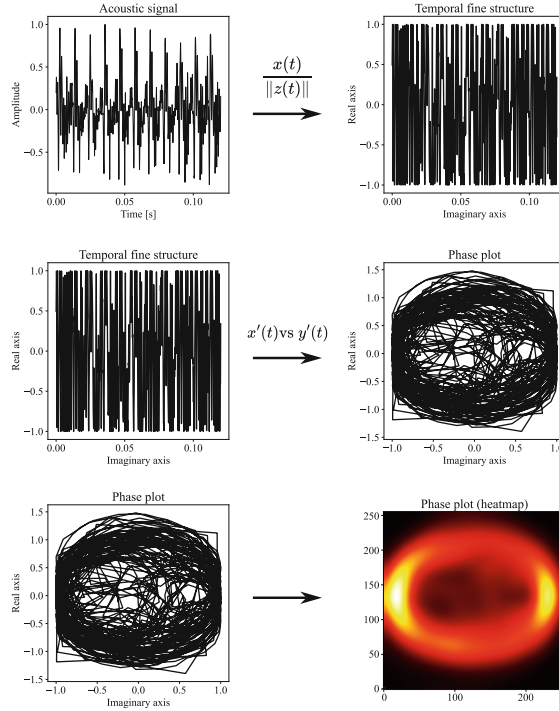 Acoustic signal
1.0
0.5
0.0
−0.5
Amplitude
0.00 0.05 0.10
Time [s]
x(t)
‖z(t)‖
Temporal fine structure
1.0
0.5
0.0
−0.5
−1.0
Real axis
0.00 0.05 0.10
Imaginary axis
Temporal fine structure
1.0
0.5
0.0
−0.5
−1.0
Real axis
0.00 0.05 0.10
Imaginary axis
x′(t)vs y′(t)
Phase plot
1.5
1.0
0.5
0.0
−0.5
−1.0
−1.5
Real axis
−1.0 −0.5 0.0 0.5 1.0
Imaginary axis
Phase plot
1.5
1.0
0.5
0.0
−0.5
−1.0
−1.5
Real axis
−1.0 −0.5 0.0 0.5 1.0
Imaginary axis
Phase plot (heatmap)
250
200
150
100
50
0
0 100 200